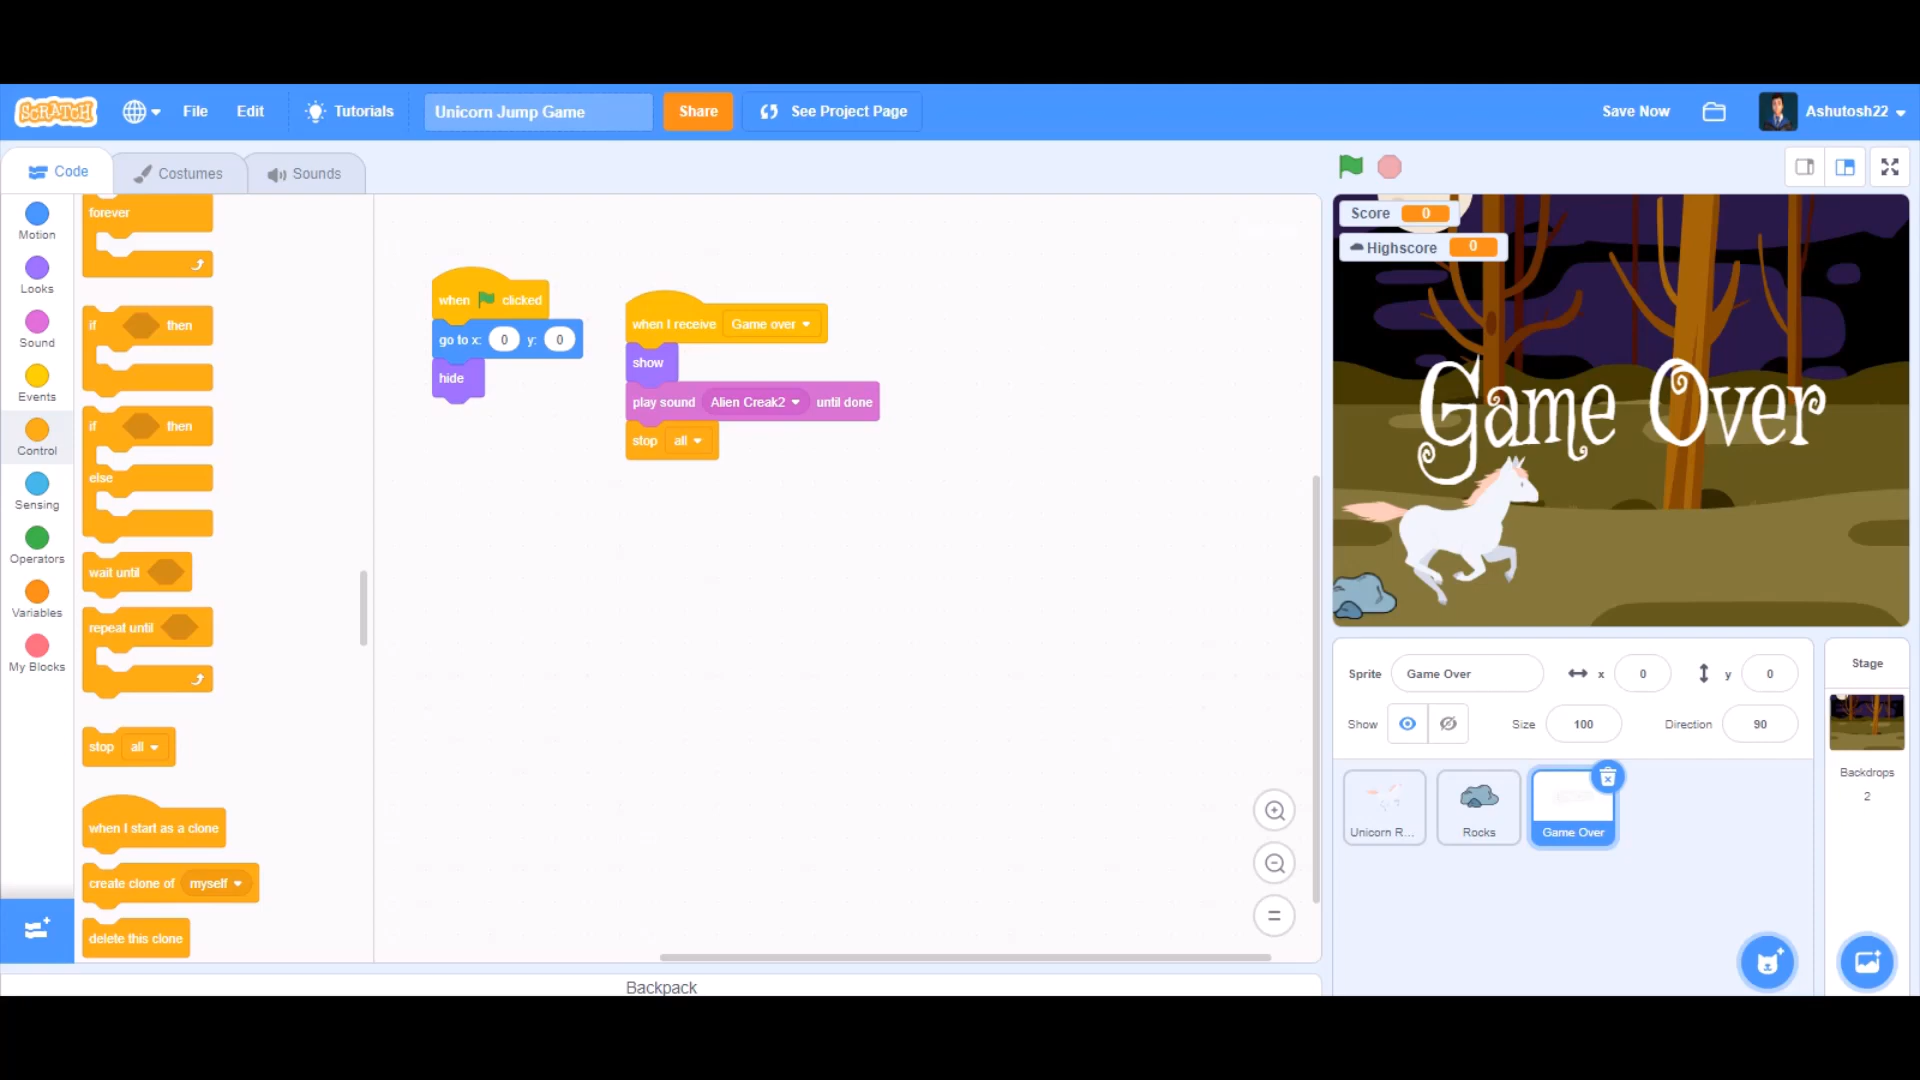 SCRATCH File Edit Tutorials Unicorn Jump Game Share See Project Page Save Now Ashutosh22
Code Costumes Sounds
Motion
Looks
Sound
Events
Control
Sensing
Operators
Variables
My Blocks
forever
if then
if then
else
wait until
repeat until
stop all
when I start as a clone
create clone of myself
delete this clone
when clicked
go to x: 0 y: 0
hide
when I receive Game over
show
play sound Alien Creak2 until done
stop all
Backpack
Score 0
Highscore 0
Game Over
Sprite Game Over x 0 y 0
Show Size 100 Direction 90
Unicorn R... Rocks Game Over
Stage
Backdrops
2